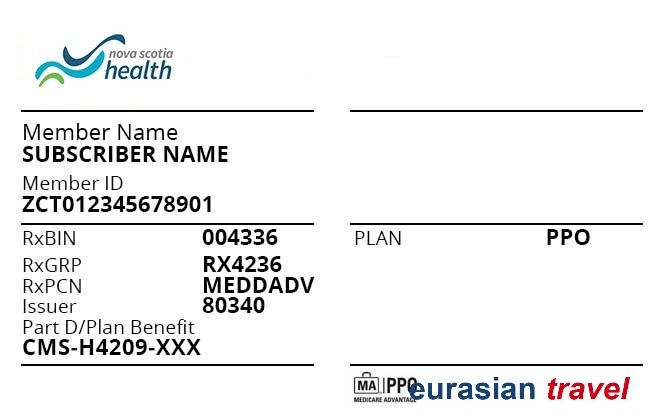 nova scotia
health
Member Name
SUBSCRIBER NAME
Member ID
ZCT012345678901
RxBIN 004336
RxGRP RX4236
RxPCN MEDDADV
Issuer 80340
Part D/Plan Benefit
CMS-H4209-XXX
PLAN PPO
MA PPO
MEDICARE ADVANTAGE
eurasian travel